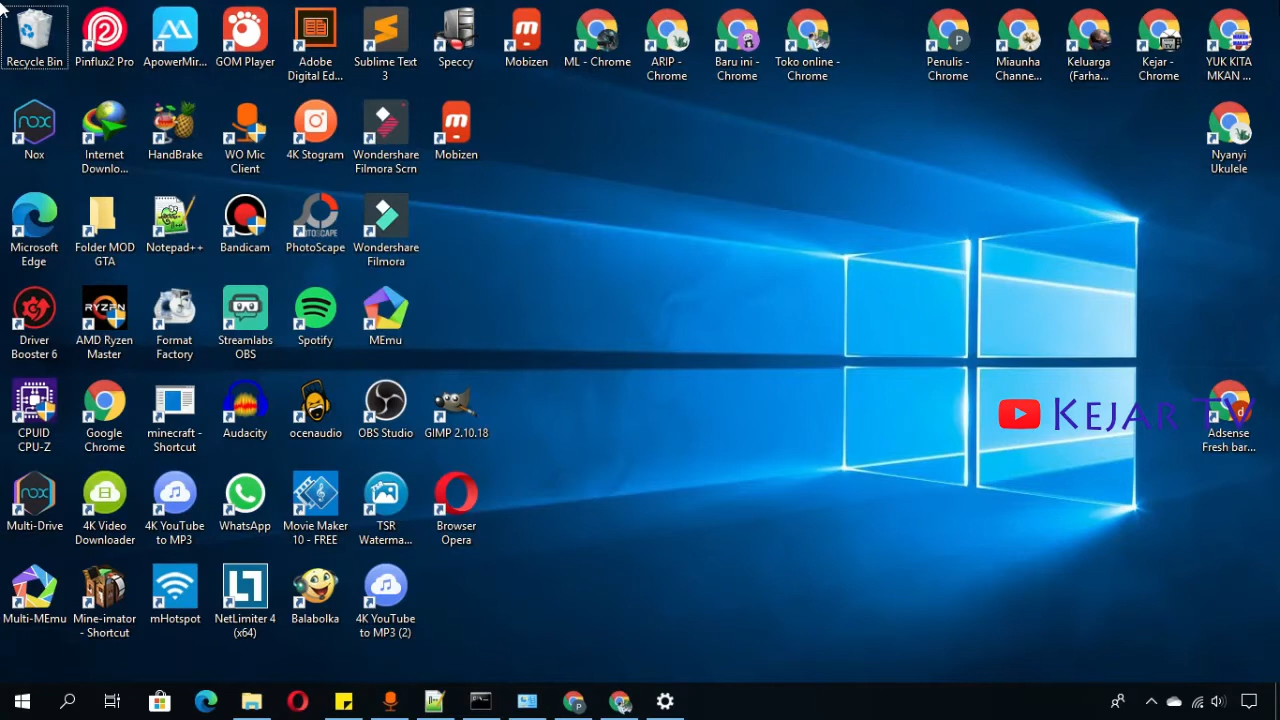 Recycle Bin
Pinflux2 Pro
ApowerMir...
GOM Player
Adobe
Digital Ed...
Sublime Text
3
Speccy
Mobizen
ML - Chrome
ARIP -
Chrome
Baru ini -
Chrome
Toko online -
Chrome
Penulis -
Chrome
Miaunha
Channe...
Keluarga
(Farha...
Kejar -
Chrome
YUK KITA
MKAN ...
Nox
Internet
Downlo...
HandBrake
WO Mic
Client
4K Stogram
Wondershare
Filmora Scrn
Mobizen
Nyanyi
Ukulele
Microsoft
Edge
Folder MOD
GTA
Notepad++
Bandicam
PHOTOSCAPE
PhotoScape
Wondershare
Filmora
Driver
Booster 6
RYZEN
AMD Ryzen
Master
Format
Factory
Streamlabs
OBS
Spotify
MEmu
CPUID
CPU-Z
Google
Chrome
minecraft -
Shortcut
Audacity
ocenaudio
OBS Studio
GIMP 2.10.18
KEJAR TV
Adsense
Fresh bar...
nox
Multi-Drive
4K Video
Downloader
4K YouTube
to MP3
WhatsApp
Movie Maker
10 - FREE
TSR
Waterma...
Browser
Opera
Multi-MEmu
Mine-imator
- Shortcut
mHotspot
NetLimiter 4
(x64)
Balabolka
4K YouTube
to MP3 (2)